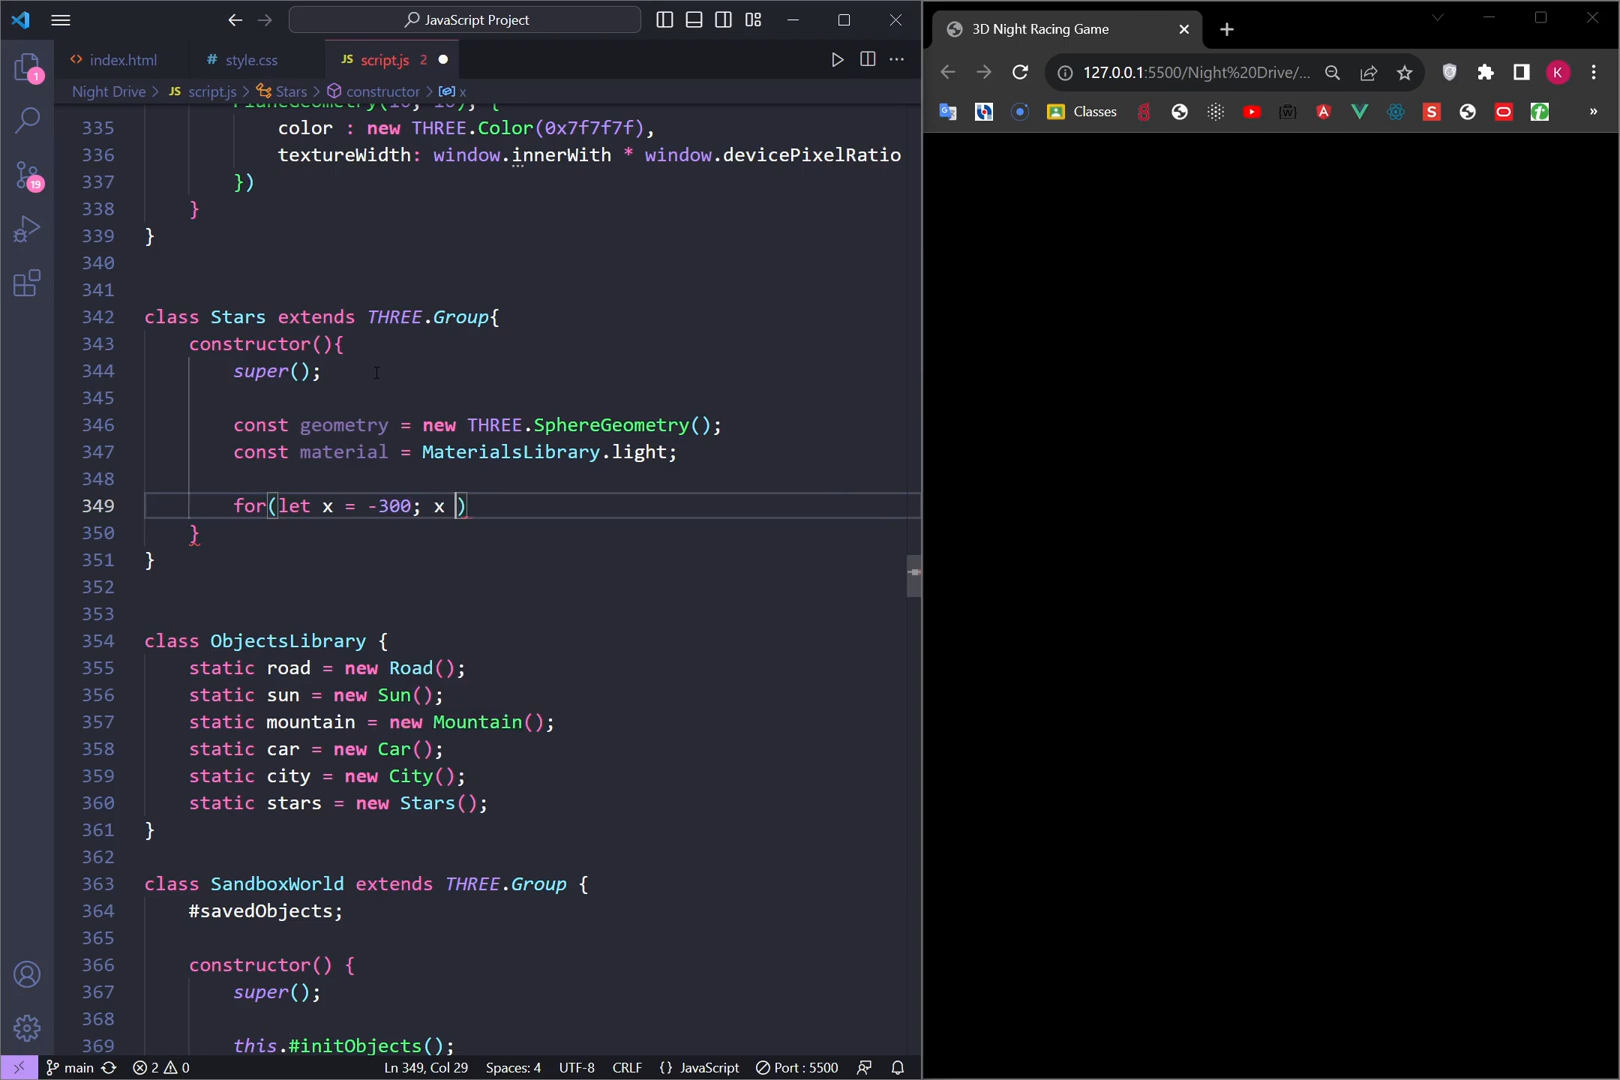 JavaScript Project
3D Night Racing Game
index.html
# style.css
JS script.js 2
127.0.0.1:5500/Night%20Drive/...
K
Night Drive > JS script.js > Stars > constructor > x
Classes
S
»
1
19
PlaneGeometry(10, 10), {
335 color : new THREE.Color(0x7f7f7f),
336 textureWidth: window.innerWith * window.devicePixelRatio
337 })
338 }
339 }
340
341
342 class Stars extends THREE.Group{
343 constructor(){
344 super();
345
346 const geometry = new THREE.SphereGeometry();
347 const material = MaterialsLibrary.light;
348
349 for(let x = -300; x )
350 }
351 }
352
353
354 class ObjectsLibrary {
355 static road = new Road();
356 static sun = new Sun();
357 static mountain = new Mountain();
358 static car = new Car();
359 static city = new City();
360 static stars = new Stars();
361 }
362
363 class SandboxWorld extends THREE.Group {
364 #savedObjects;
365
366 constructor() {
367 super();
368
369 this.#initObjects();
main 2 0 Ln 349, Col 29 Spaces: 4 UTF-8 CRLF {} JavaScript Port : 5500